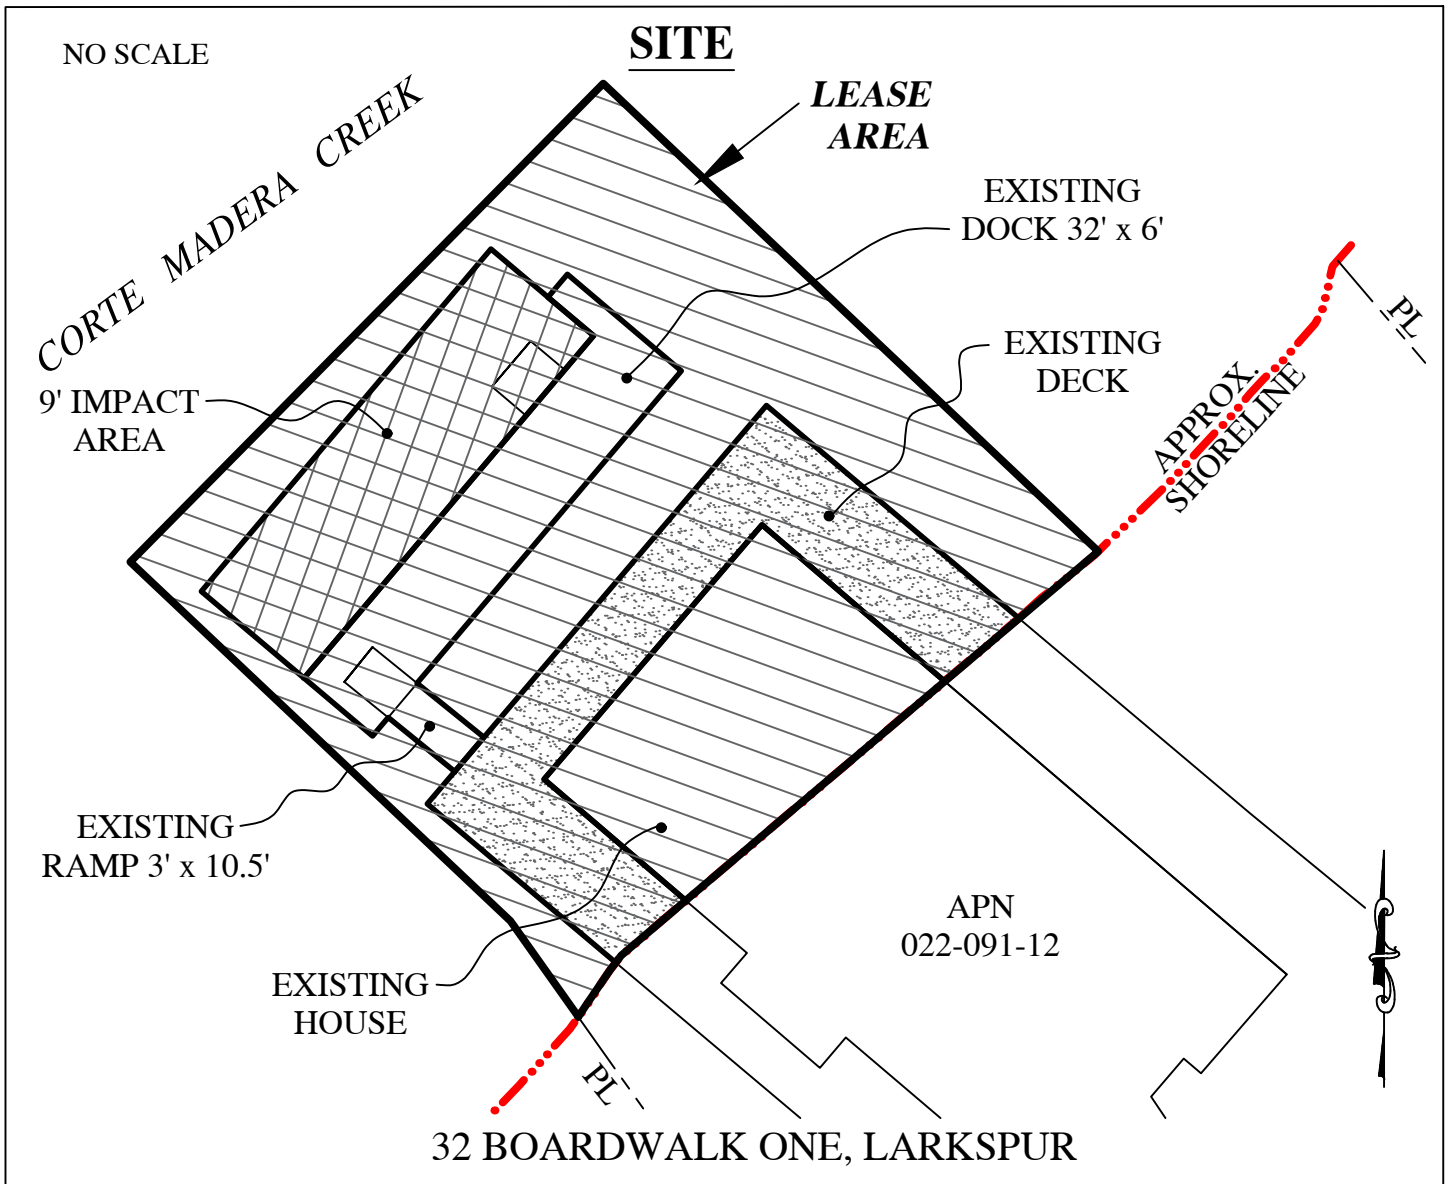 NO SCALE
SITE
CORTE MADERA CREEK
LEASE
AREA
EXISTING
DOCK 32' x 6'
PL
EXISTING
DECK
APPROX.
SHORELINE
9' IMPACT
AREA
EXISTING
RAMP 3' x 10.5'
APN
022-091-12
EXISTING
HOUSE
PL
32 BOARDWALK ONE, LARKSPUR